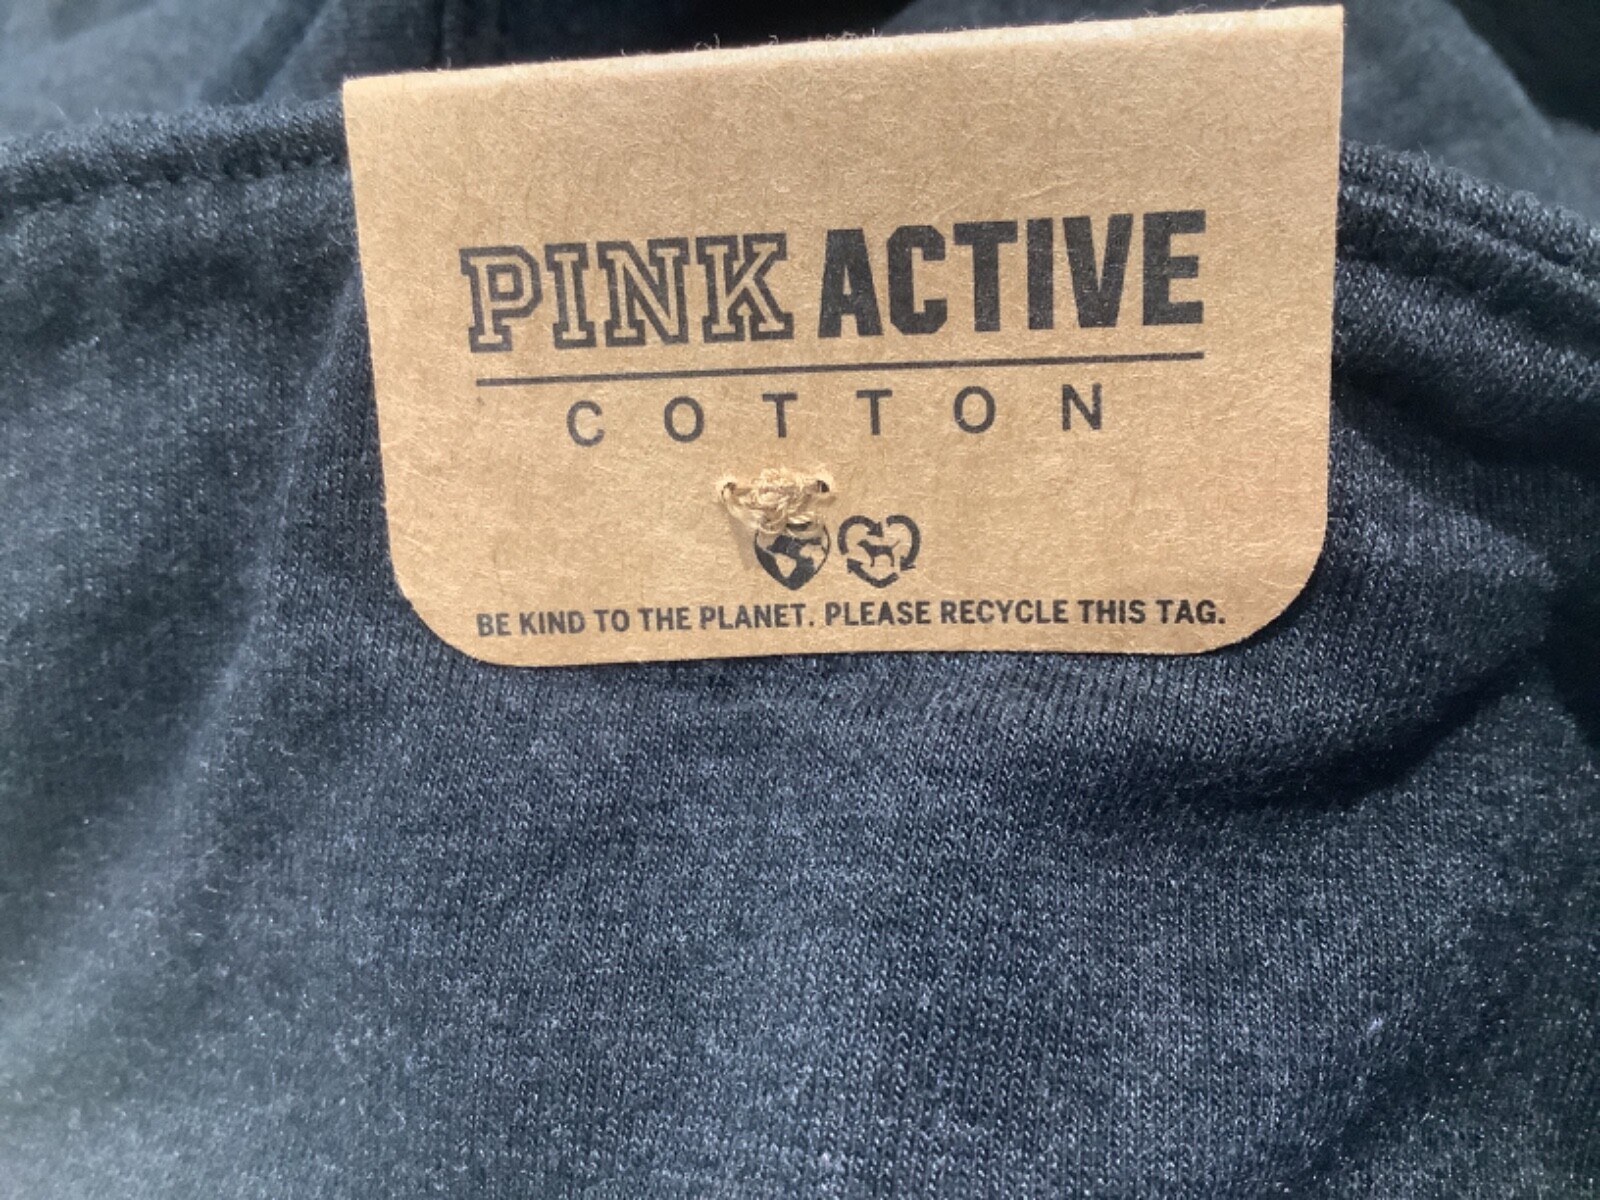 PINK ACTIVE
COTTON
BE KIND TO THE PLANET. PLEASE RECYCLE THIS TAG.